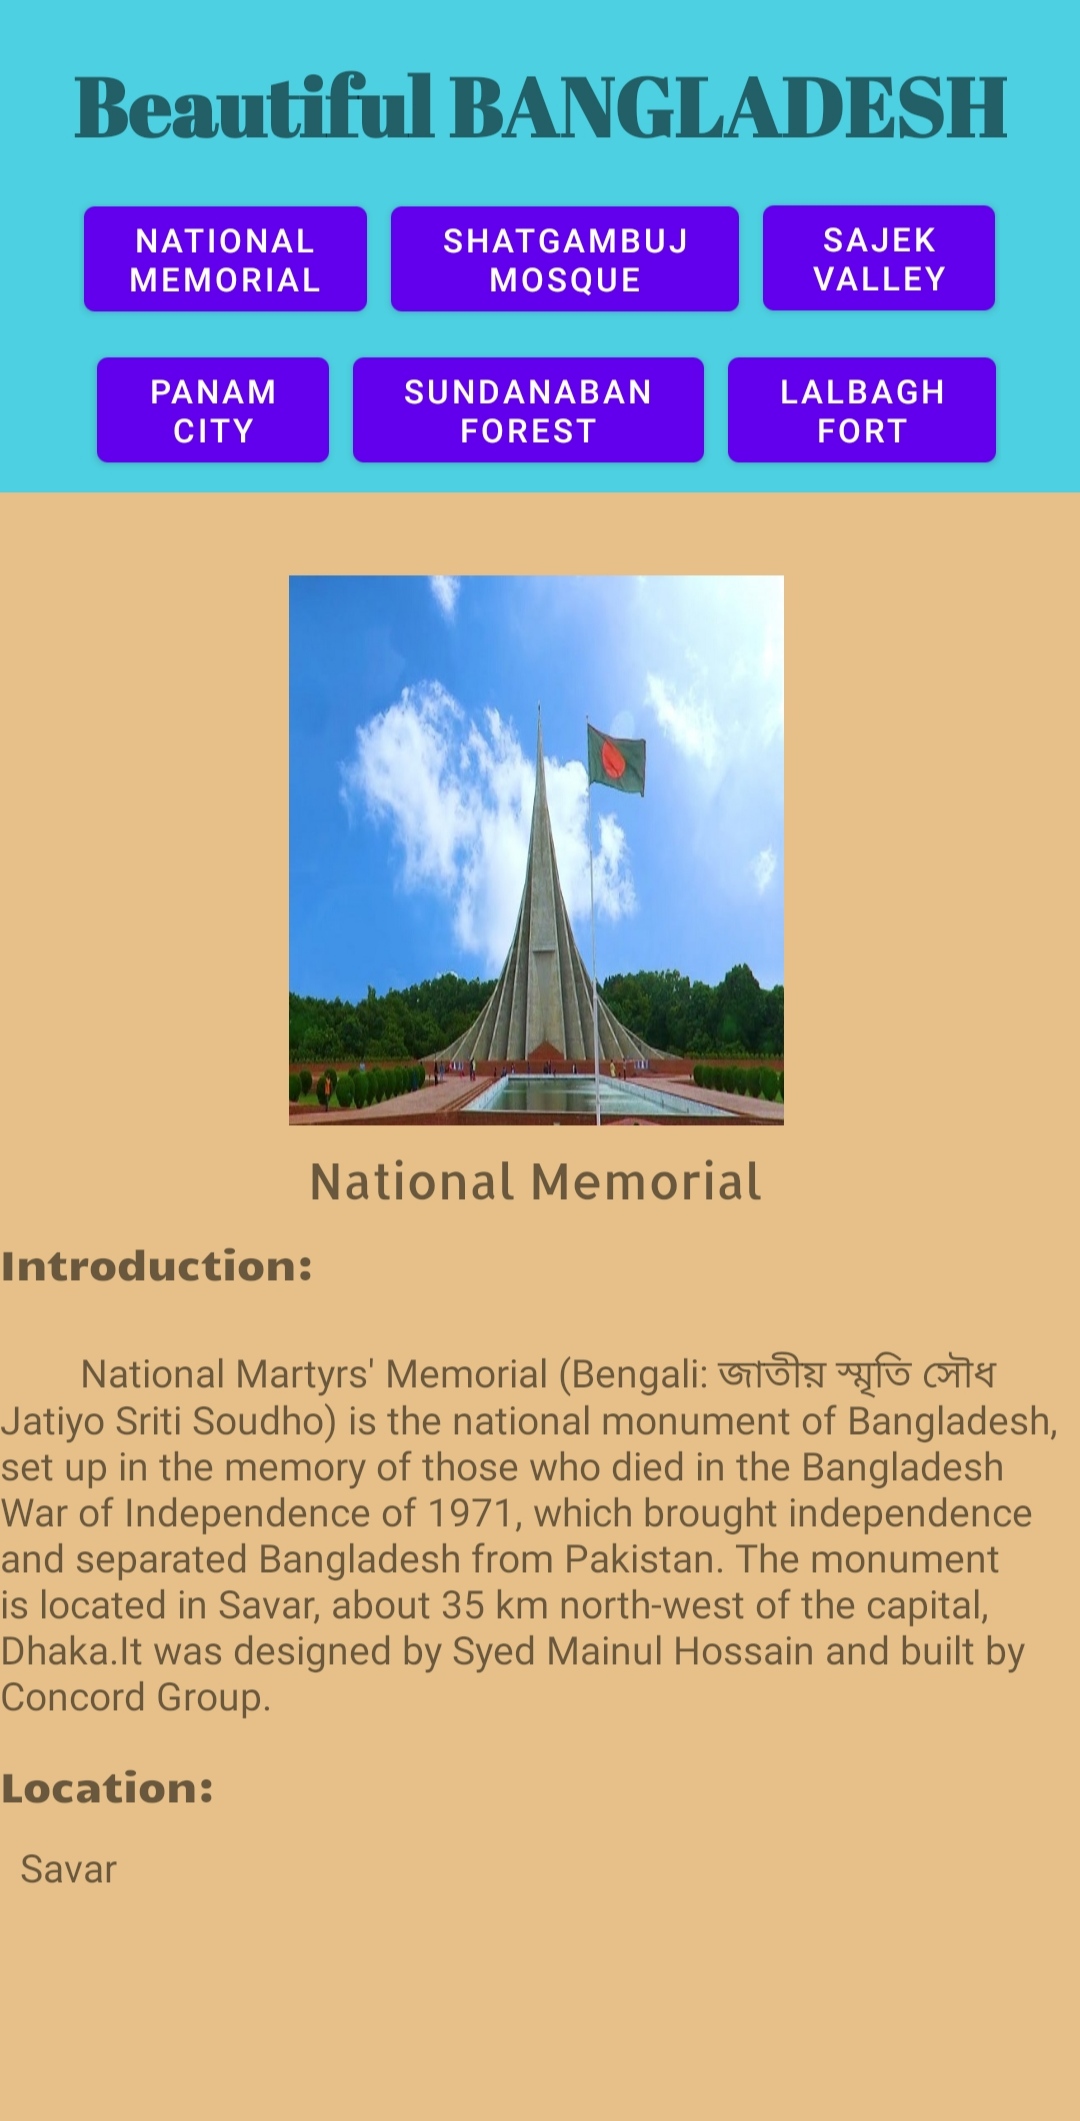 Beautiful BANGLADESH
NATIONAL
MEMORIAL
SHATGAMBUJ
MOSQUE
SAJEK
VALLEY
PANAM
CITY
SUNDANABAN
FOREST
LALBAGH
FORT
National Memorial
Introduction:
National Martyrs' Memorial (Bengali: জাতীয় স্মৃতি সৌধ
Jatiyo Sriti Soudho) is the national monument of Bangladesh,
set up in the memory of those who died in the Bangladesh
War of Independence of 1971, which brought independence
and separated Bangladesh from Pakistan. The monument
is located in Savar, about 35 km north-west of the capital,
Dhaka.It was designed by Syed Mainul Hossain and built by
Concord Group.
Location:
Savar